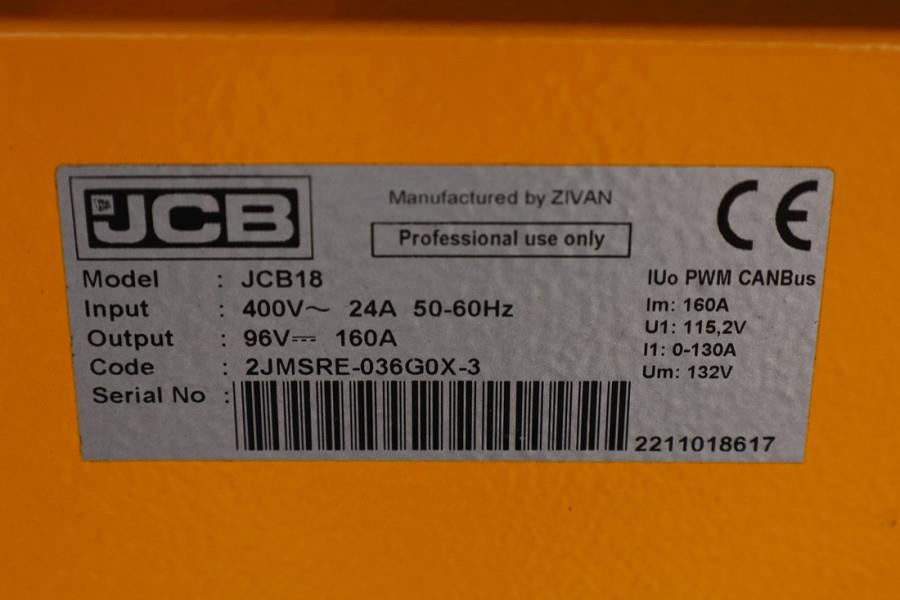 JCB
Manufactured by ZIVAN
Professional use only
CE
Model : JCB18
Input : 400V~ 24A 50-60Hz
Output : 96V⎓ 160A
Code : 2JMSRE-036G0X-3
Serial No :
2211018617
IUo PWM CANBus
Im: 160A
U1: 115,2V
I1: 0-130A
Um: 132V